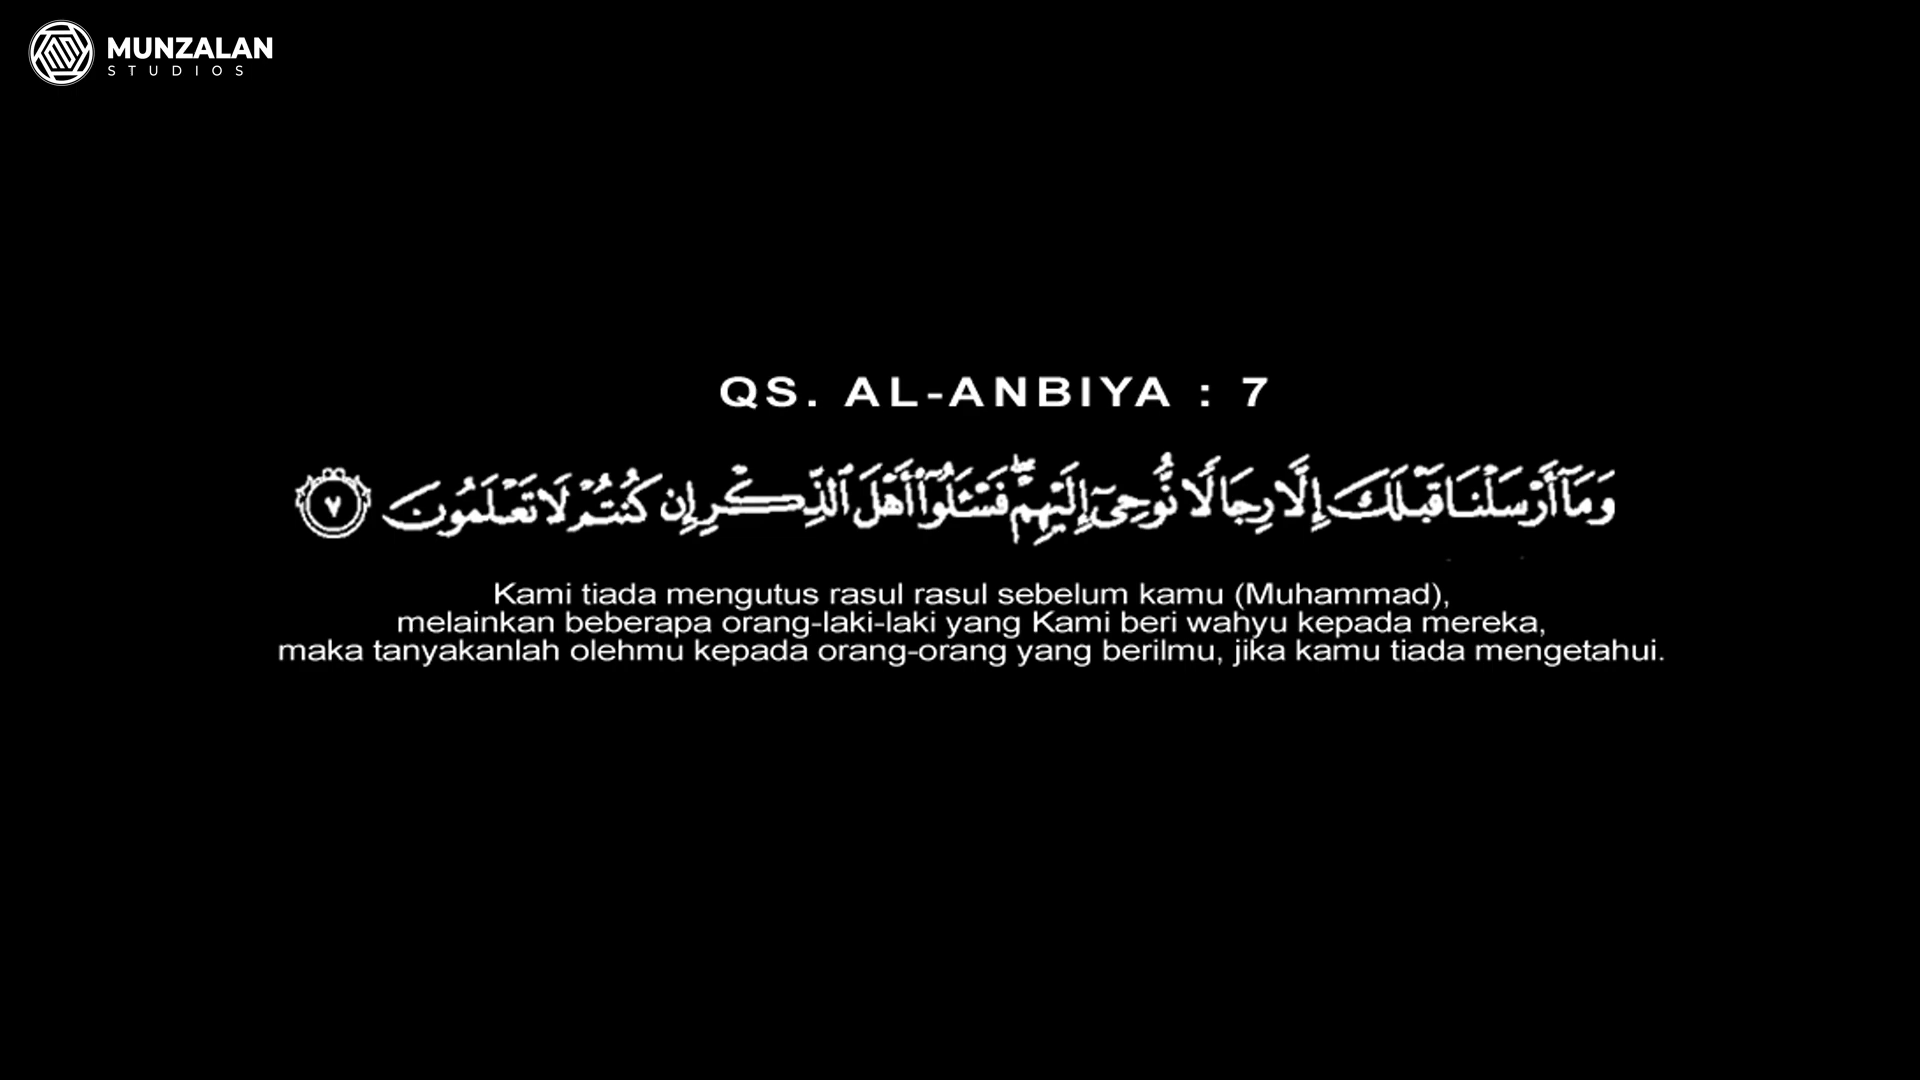 MUNZALAN
STUDIOS
QS. AL-ANBIYA : 7
وَمَآ أَرْسَلْنَا قَبْلَكَ إِلَّا رِجَالًا نُّوحِىٓ إِلَيْهِمْ ۖ فَسْـَٔلُوٓا۟ أَهْلَ ٱلذِّكْرِ إِن كُنتُمْ لَا تَعْلَمُونَ ٧
Kami tiada mengutus rasul rasul sebelum kamu (Muhammad),
melainkan beberapa orang-laki-laki yang Kami beri wahyu kepada mereka,
maka tanyakanlah olehmu kepada orang-orang yang berilmu, jika kamu tiada mengetahui.